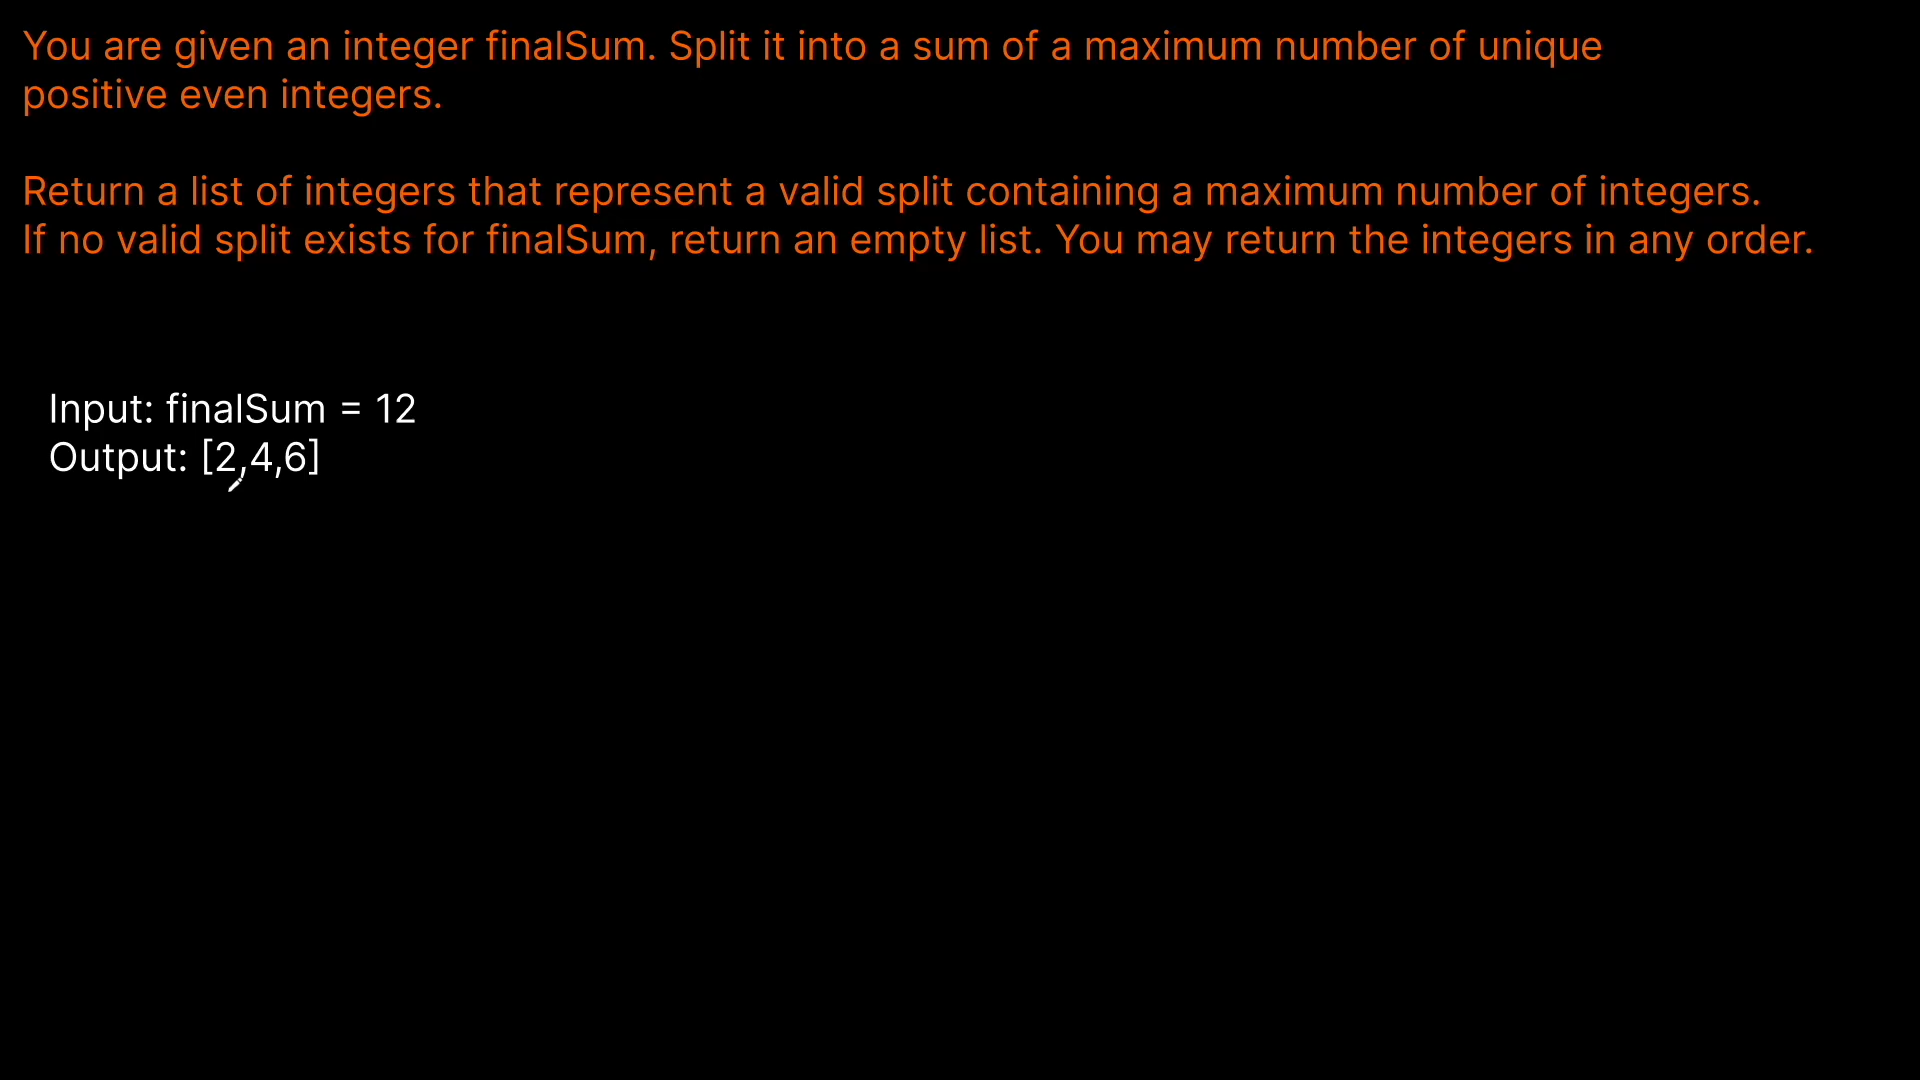 You are given an integer finalSum. Split it into a sum of a maximum number of unique
positive even integers.
Return a list of integers that represent a valid split containing a maximum number of integers.
If no valid split exists for finalSum, return an empty list. You may return the integers in any order.
Input: finalSum = 12
Output: [2,4,6]